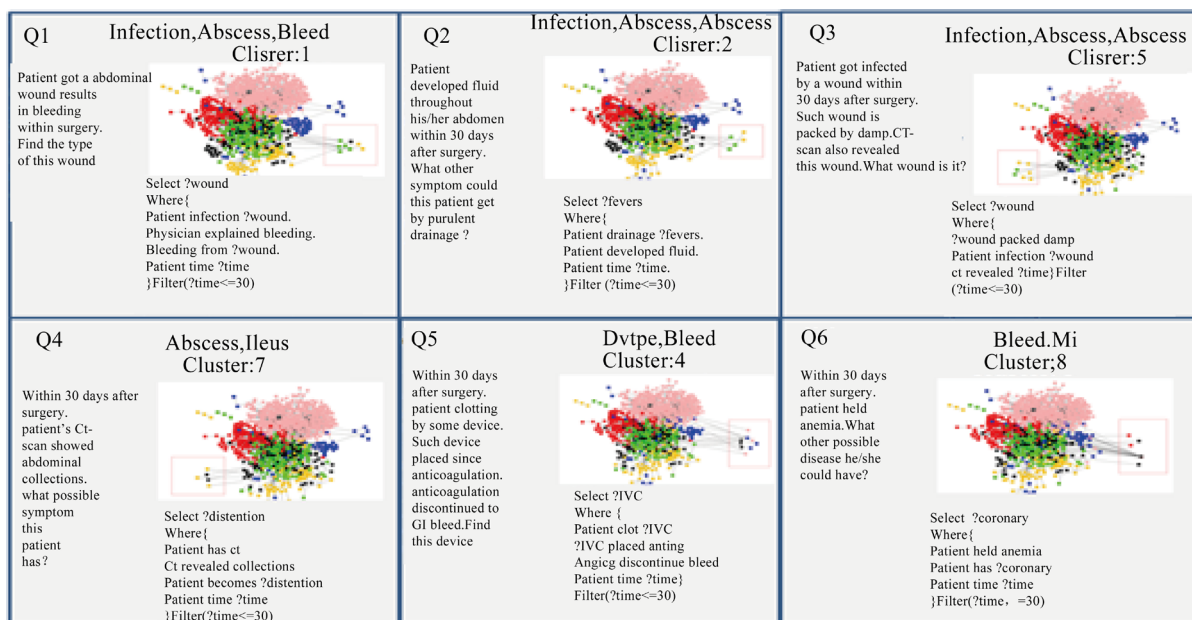 Q1
Infection,Abscess,Bleed
Clisrer:1
Patient got a abdominal
wound results
in bleeding
within surgery.
Find the type
of this wound
Select ?wound
Where{
Patient infection ?wound.
Physician explained bleeding.
Bleeding from ?wound.
Patient time ?time
}Filter(?time<=30)
Q2
Infection,Abscess,Abscess
Clisrer:2
Patient
developed fluid
throughout
his/her abdomen
within 30 days
after surgery.
What other
symptom could
this patient get
by purulent
drainage ?
Select ?fevers
Where{
Patient drainage ?fevers.
Patient developed fluid.
Patient time ?time.
}Filter (?time<=30)
Q3
Infection,Abscess,Abscess
Clisrer:5
Patient got infected
by a wound within
30 days after surgery.
Such wound is
packed by damp.CT-
scan also revealed
this wound.What wound is it?
Select ?wound
Where{
?wound packed damp
Patient infection ?wound
ct revealed ?time}Filter
(?time<=30)
Q4
Abscess,Ileus
Cluster:7
Within 30 days after
surgery.
patient's Ct-
scan showed
abdominal
collections.
what possible
symptom
this
patient
has?
Select ?distention
Where{
Patient has ct
Ct revealed collections
Patient becomes ?distention
Patient time ?time
}Filter(?time<=30)
Q5
Dvtpe,Bleed
Cluster:4
Within 30 days
after surgery.
patient clotting
by some device.
Such device
placed since
anticoagulation.
anticoagulation
discontinued to
GI bleed.Find
this device
Select ?IVC
Where {
Patient clot ?IVC
?IVC placed anting
Angicg discontinue bleed
Patient time ?time}
Filter(?time<=30)
Q6
Bleed.Mi
Cluster;8
Within 30 days
after surgery.
patient held
anemia.What
other possible
disease he/she
could have?
Select ?coronary
Where{
Patient held anemia
Patient has ?coronary
Patient time ?time
}Filter(?time, =30)